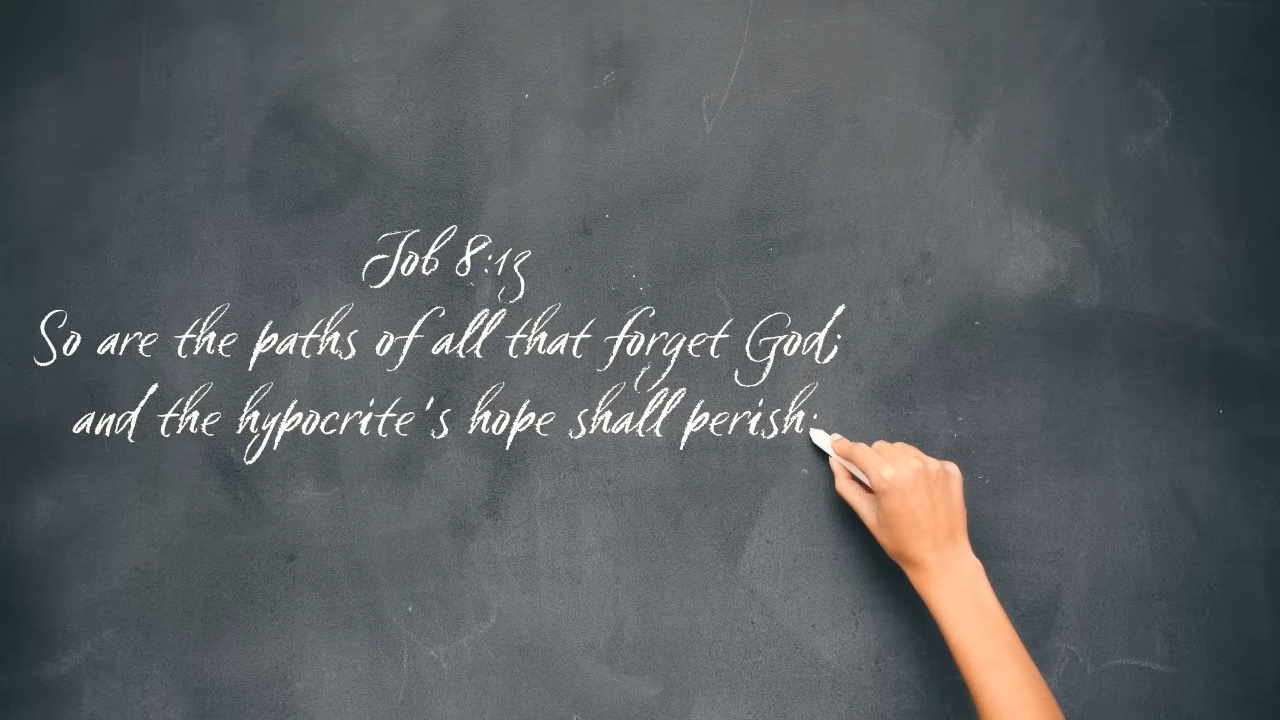 Job 8:13
So are the paths of all that forget God;
and the hypocrite's hope shall perish: